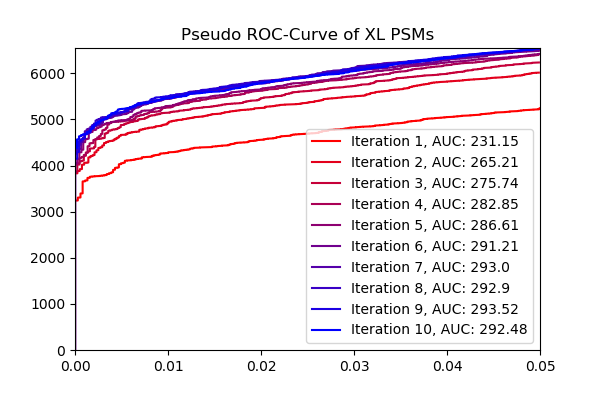 Pseudo ROC-Curve of XL PSMs
6000
5000
4000
3000
2000
1000
0
Iteration 1, AUC: 231.15
Iteration 2, AUC: 265.21
Iteration 3, AUC: 275.74
Iteration 4, AUC: 282.85
Iteration 5, AUC: 286.61
Iteration 6, AUC: 291.21
Iteration 7, AUC: 293.0
Iteration 8, AUC: 292.9
Iteration 9, AUC: 293.52
Iteration 10, AUC: 292.48
0.00 0.01 0.02 0.03 0.04 0.05